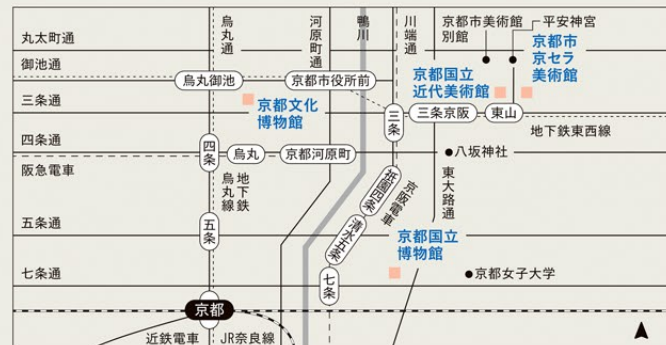 丸太町通
烏丸通
河原町通
鴨川
川端通
京都市美術館
別館
平安神宮
京都市
京セラ
美術館
御池通
烏丸御池
京都市役所前
京都国立
近代美術館
三条通
京都文化
博物館
三条
三条京阪
東山
地下鉄東西線
四条通
四条
烏丸
京都河原町
八坂神社
阪急電車
地下鉄
烏丸線
祇園四条
京阪電車
東大路通
五条通
五条
清水五条
京都国立
博物館
七条通
七条
京都女子大学
京都
近鉄電車
JR奈良線